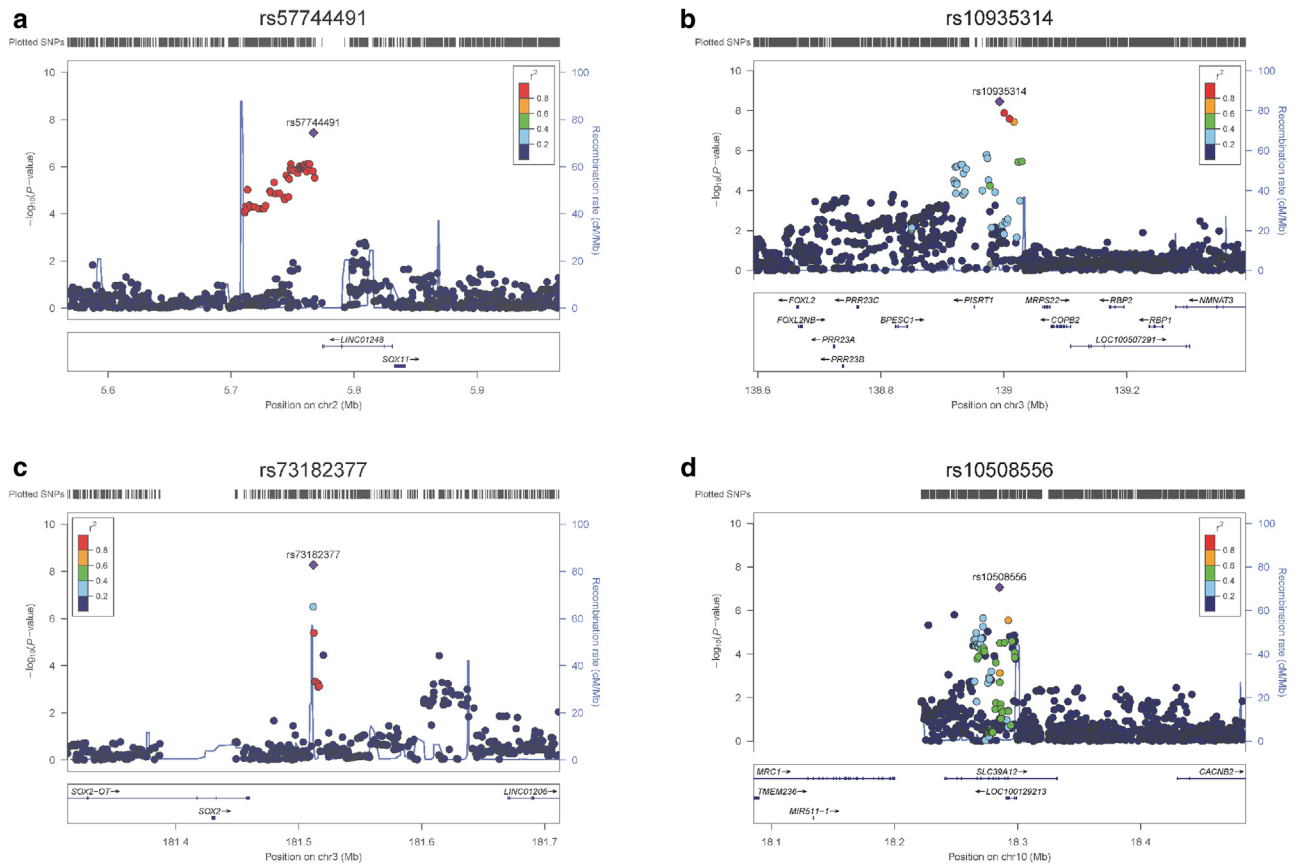 a
rs57744491
Plotted SNPs
10
8
6
4
2
0
−log10(P−value)
100
80
60
40
20
0
Recombination rate (cM/Mb)
r2
0.8
0.6
0.4
0.2
rs57744491
←LINC01248
SOX11→
5.6 5.7 5.8 5.9
Position on chr2 (Mb)
b
rs10935314
Plotted SNPs
10
8
6
4
2
0
−log10(P−value)
100
80
60
40
20
0
Recombination rate (cM/Mb)
r2
0.8
0.6
0.4
0.2
rs10935314
←FOXL2 ←PRR23C ←PISRT1 MRPS22→ ←RBP2 ←NMNAT3
FOXL2NB→ BPESC1→ ←COPB2 ←RBP1
←PRR23A LOC100507291→
←PRR23B
138.6 138.8 139 139.2
Position on chr3 (Mb)
c
rs73182377
Plotted SNPs
10
8
6
4
2
0
−log10(P−value)
100
80
60
40
20
0
Recombination rate (cM/Mb)
r2
0.8
0.6
0.4
0.2
rs73182377
SOX2−OT→ LINC01206→
SOX2→
181.4 181.5 181.6 181.7
Position on chr3 (Mb)
d
rs10508556
Plotted SNPs
10
8
6
4
2
0
−log10(P−value)
100
80
60
40
20
0
Recombination rate (cM/Mb)
r2
0.8
0.6
0.4
0.2
rs10508556
MRC1→ SLC39A12→ CACNB2→
TMEM236→ ←LOC100129213
MIR511−1→
18.1 18.2 18.3 18.4
Position on chr10 (Mb)